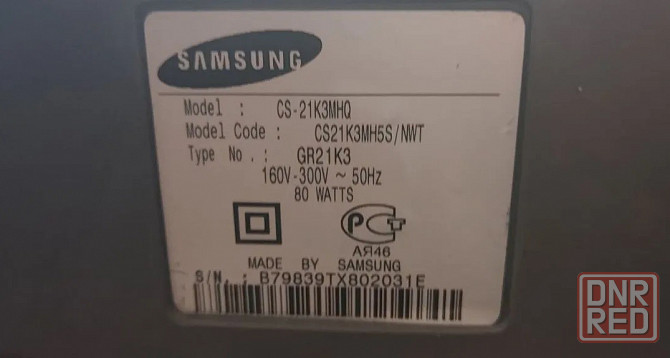 SAMSUNG
Model : CS-21K3MHQ
Model Code : CS21K3MH5S/NWT
Type No. : GR21K3
160V-300V ~ 50Hz
80 WATTS
РСТ
АЯ46
MADE BY SAMSUNG
S/N. : B79839TX802031E
DNR
RED